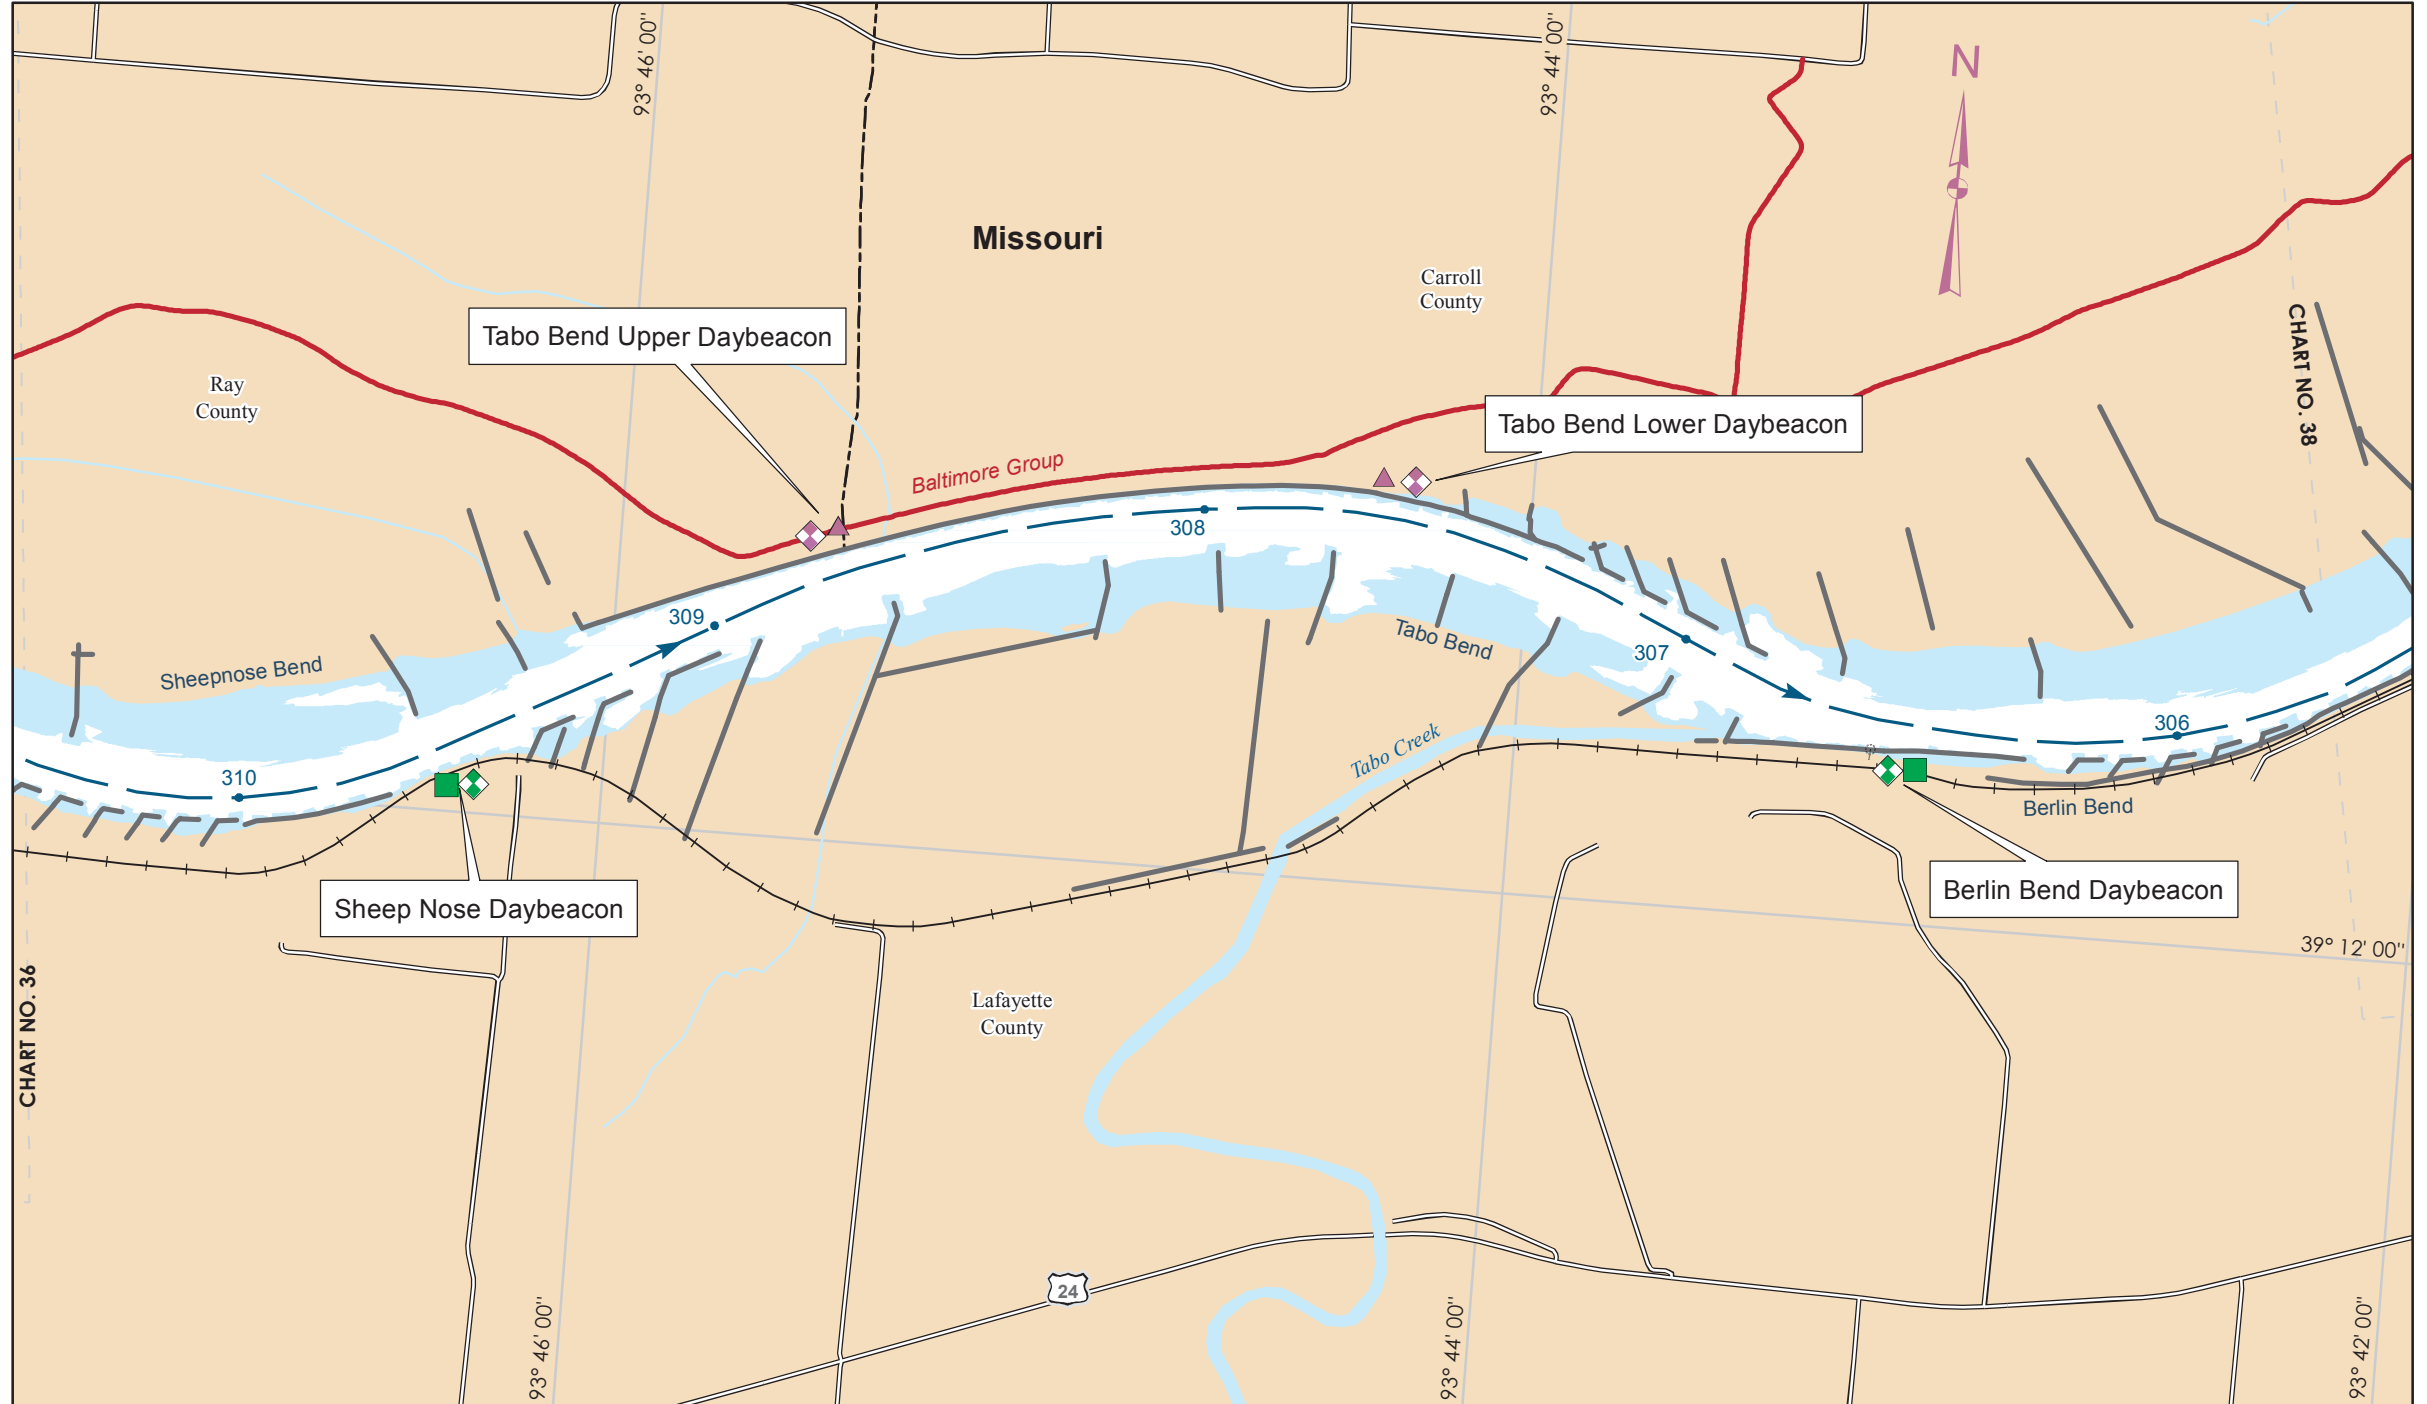 93° 46' 00"
93° 44' 00"
N
Missouri
Carroll
County
Tabo Bend Upper Daybeacon
CHART NO. 38
Ray
County
Tabo Bend Lower Daybeacon
Baltimore Group
308
309
Tabo Bend
307
Sheepnose Bend
306
Tabo Creek
310
Berlin Bend
Berlin Bend Daybeacon
Sheep Nose Daybeacon
39° 12' 00"
CHART NO. 36
Lafayette
County
24
93° 46' 00"
93° 44' 00"
93° 42' 00"